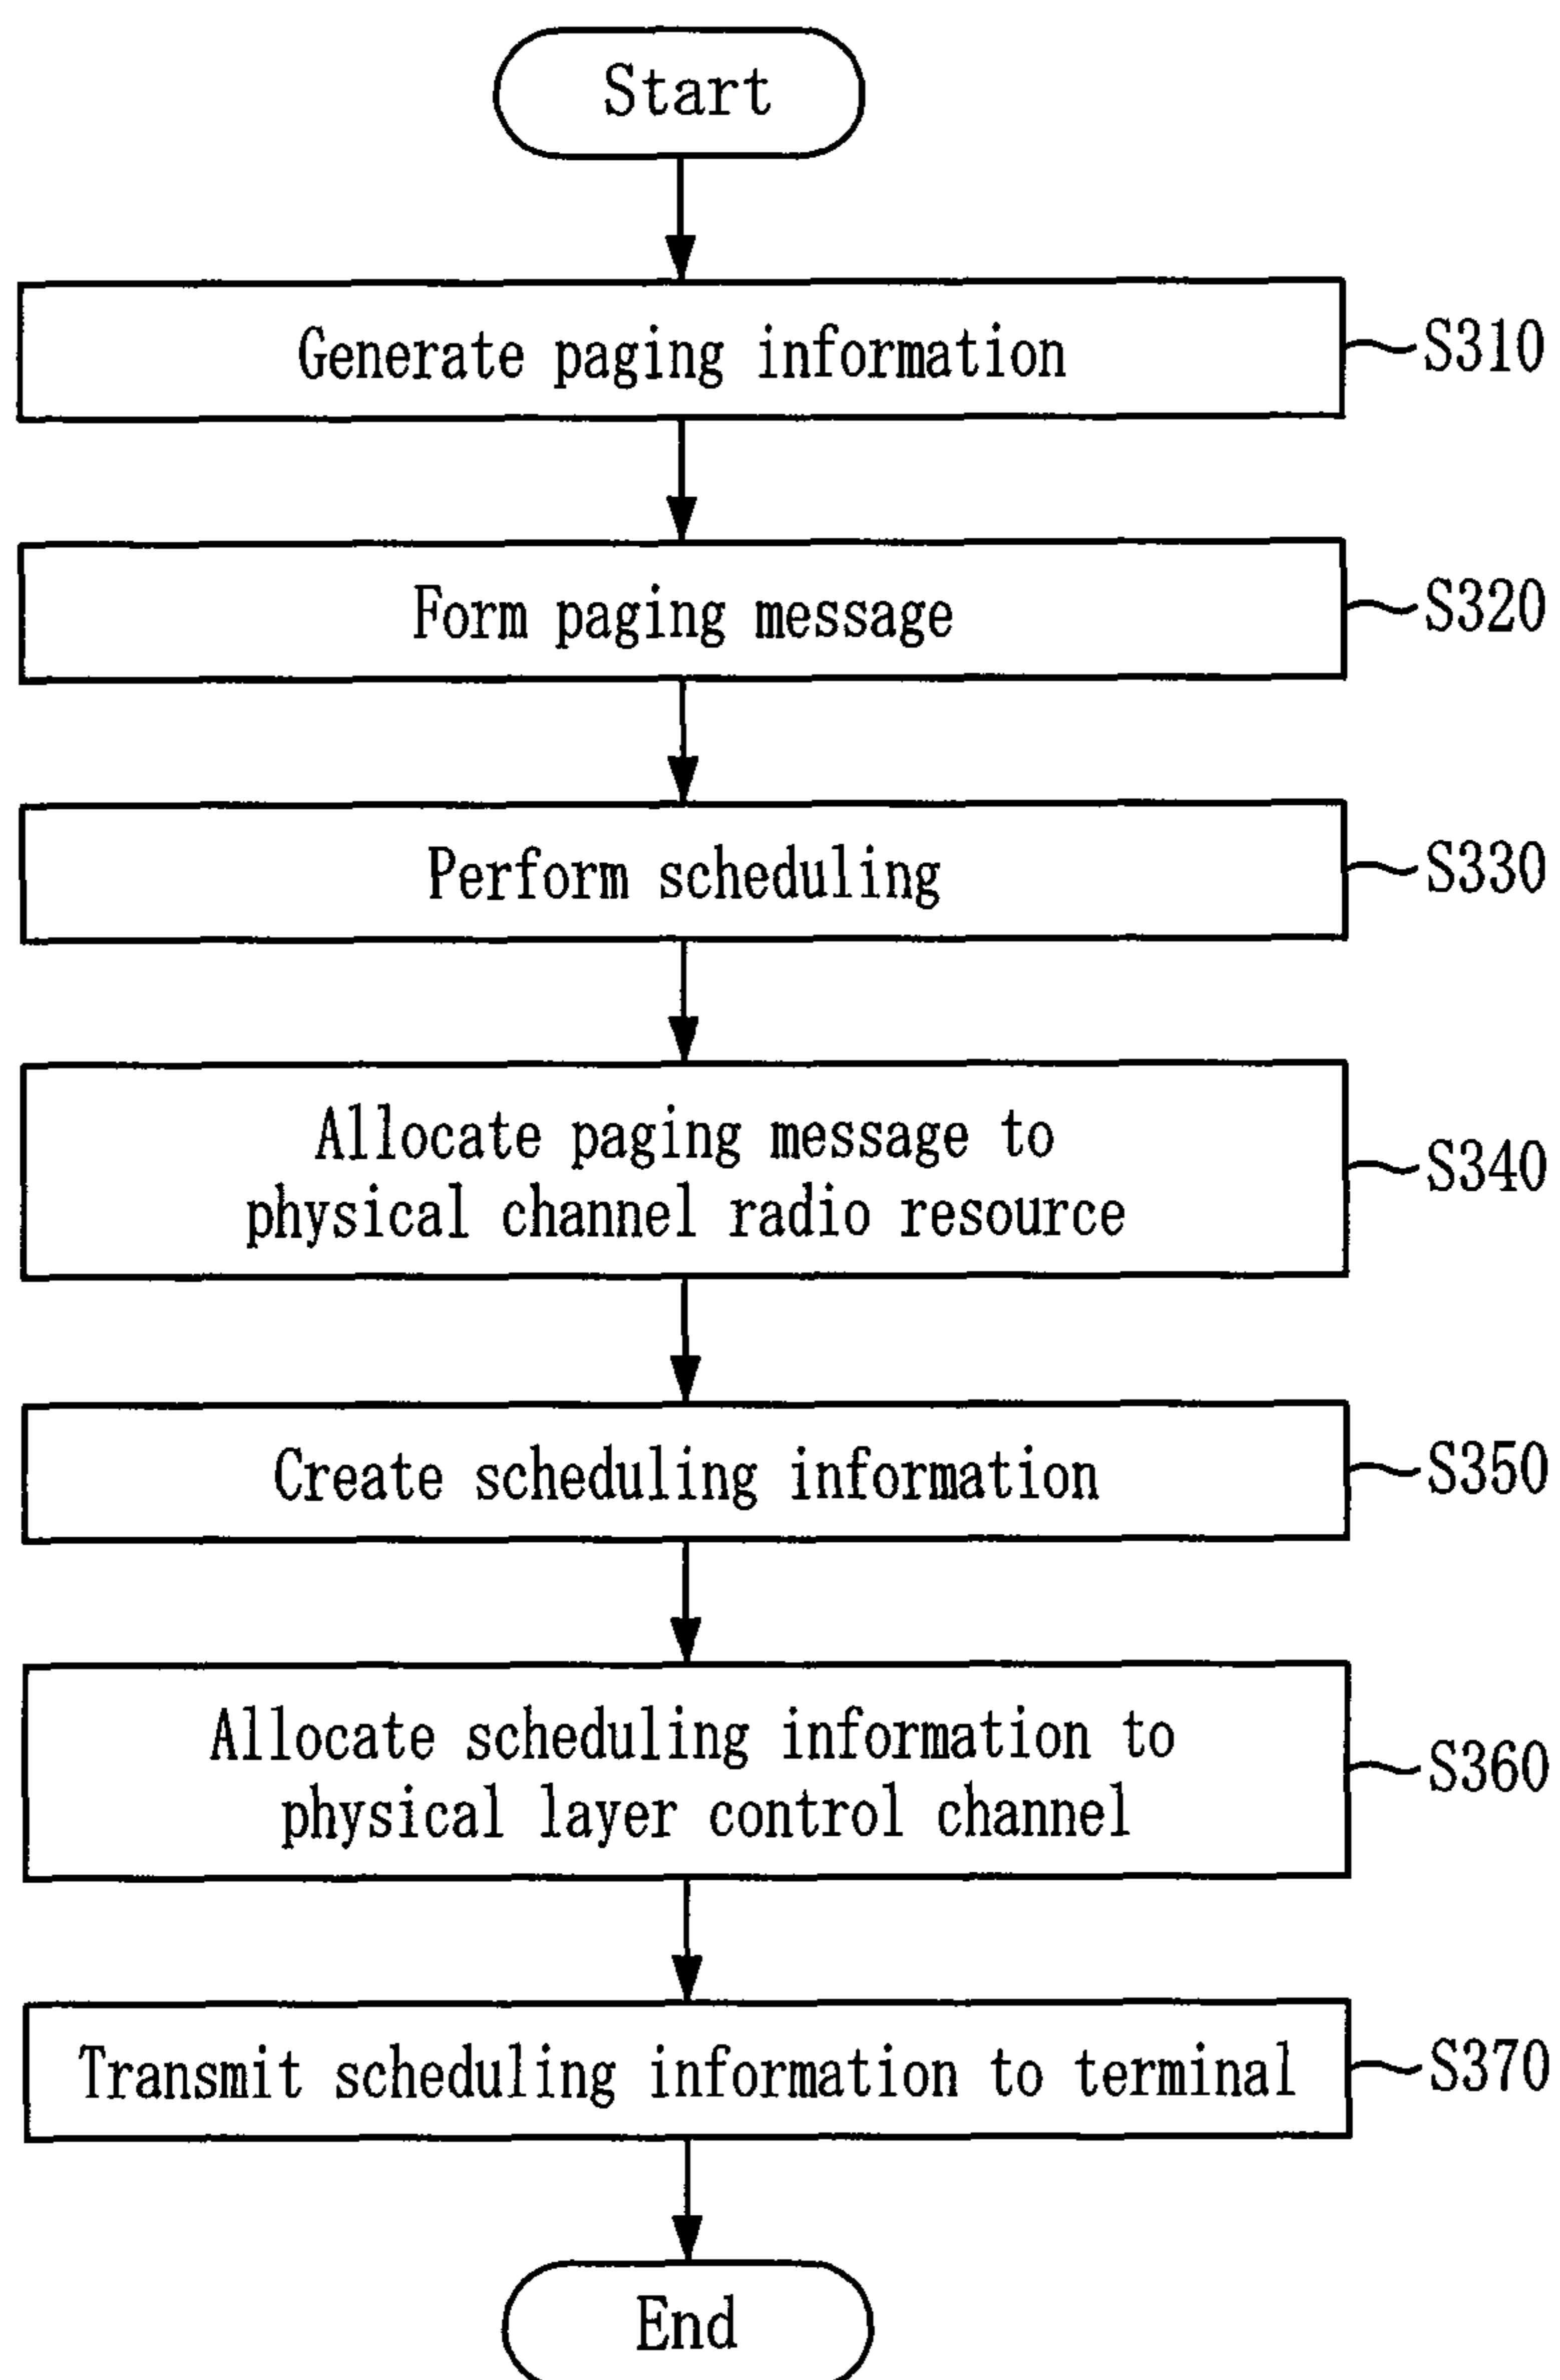 Start
Generate paging information
S310
Form paging message
S320
Perform scheduling
S330
Allocate paging message to
physical channel radio resource
S340
Create scheduling information
S350
Allocate scheduling information to
physical layer control channel
S360
Transmit scheduling information to terminal
S370
End